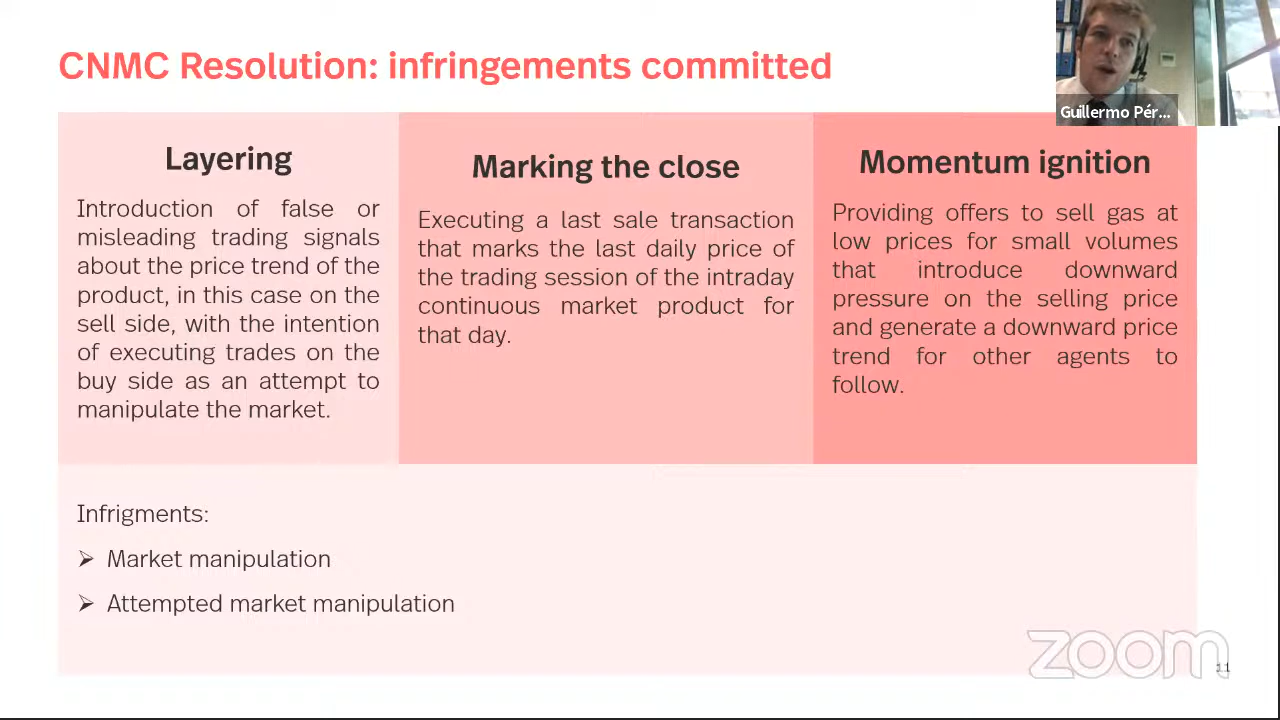 CNMC Resolution: infringements committed
Guillermo Pér...
Layering
Introduction of false or
misleading trading signals
about the price trend of the
product, in this case on the
sell side, with the intention
of executing trades on the
buy side as an attempt to
manipulate the market.
Marking the close
Executing a last sale transaction
that marks the last daily price of
the trading session of the intraday
continuous market product for
that day.
Momentum ignition
Providing offers to sell gas at
low prices for small volumes
that introduce downward
pressure on the selling price
and generate a downward price
trend for other agents to
follow.
Infrigments:
➢ Market manipulation
➢ Attempted market manipulation
zoom
11